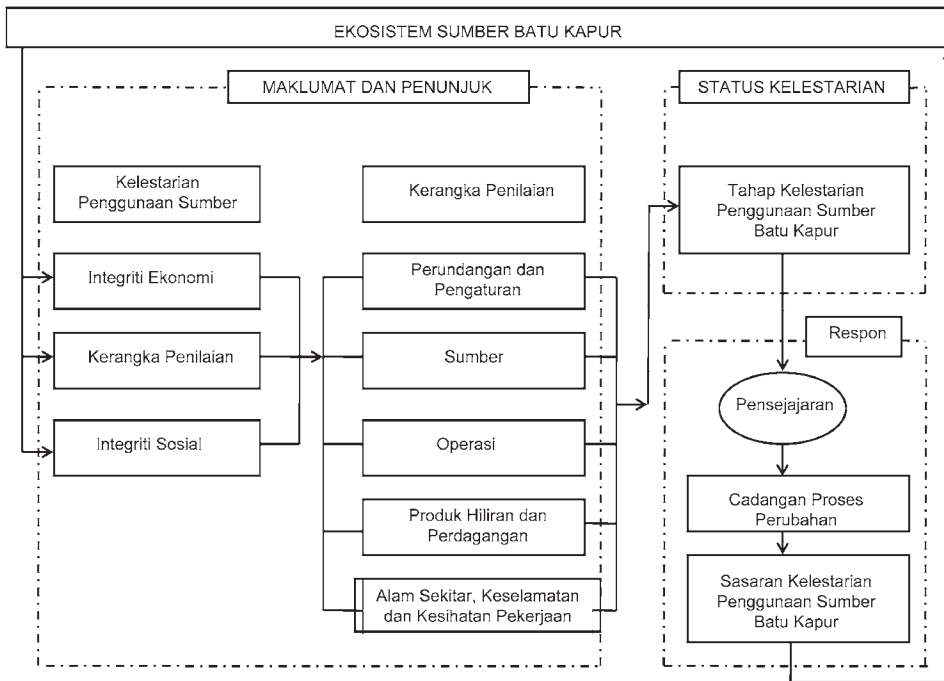 EKOSISTEM SUMBER BATU KAPUR
MAKLUMAT DAN PENUNJUK
Kelestarian
Penggunaan Sumber
Integriti Ekonomi
Kerangka Penilaian
Integriti Sosial
Kerangka Penilaian
Perundangan dan
Pengaturan
Sumber
Operasi
Produk Hiliran dan
Perdagangan
Alam Sekitar, Keselamatan
dan Kesihatan Pekerjaan
STATUS KELESTARIAN
Tahap Kelestarian
Penggunaan Sumber
Batu Kapur
Respon
Pensejajaran
Cadangan Proses
Perubahan
Sasaran Kelestarian
Penggunaan Sumber
Batu Kapur